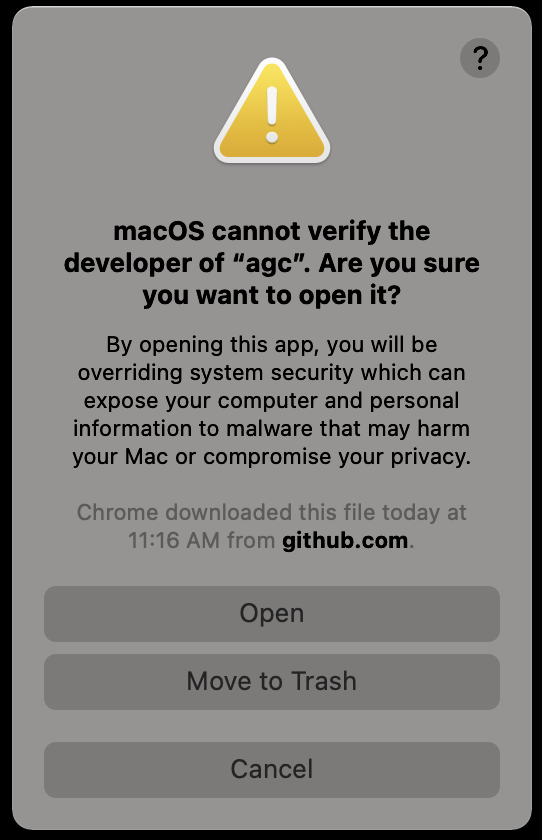 ?
macOS cannot verify the
developer of “agc”. Are you sure
you want to open it?
By opening this app, you will be
overriding system security which can
expose your computer and personal
information to malware that may harm
your Mac or compromise your privacy.
Chrome downloaded this file today at
11:16 AM from github.com.
Open
Move to Trash
Cancel